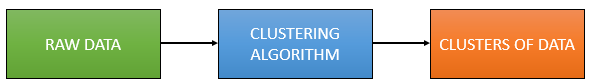 RAW DATA
CLUSTERING
ALGORITHM
CLUSTERS OF DATA